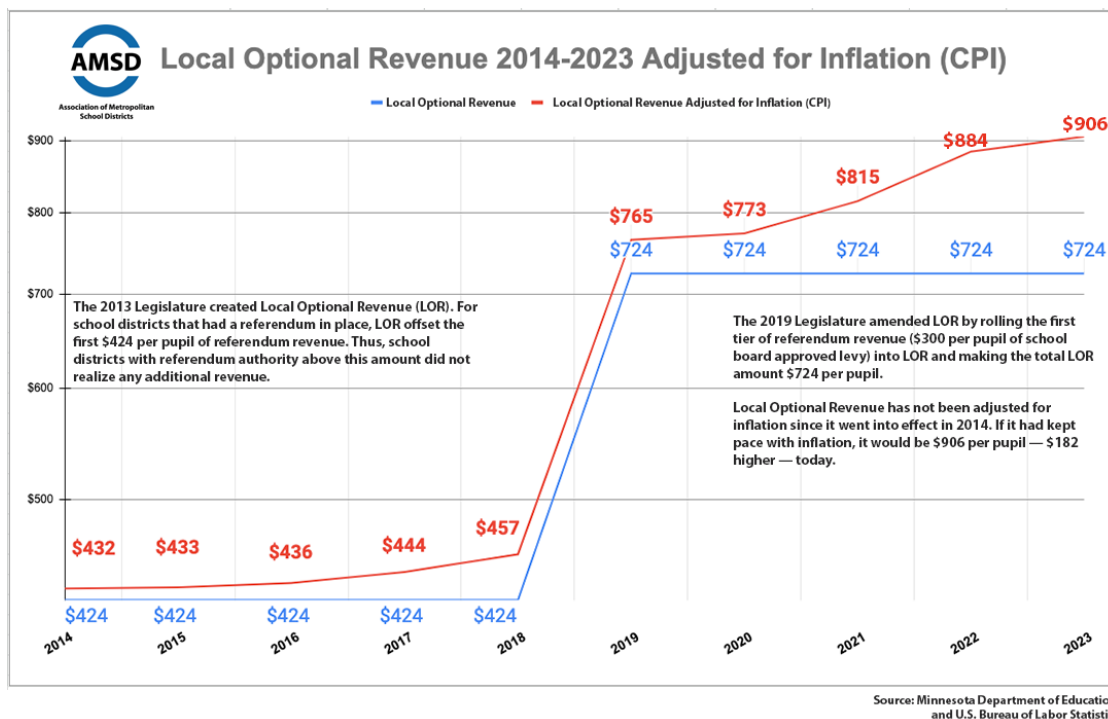 AMSD
Association of Metropolitan
School Districts
Local Optional Revenue 2014-2023 Adjusted for Inflation (CPI)
Local Optional Revenue
Local Optional Revenue Adjusted for Inflation (CPI)
$900
$800
$700
$600
$500
$432
$433
$436
$444
$457
$765
$773
$815
$884
$906
$424
$424
$424
$424
$424
$724
$724
$724
$724
$724
The 2013 Legislature created Local Optional Revenue (LOR). For
school districts that had a referendum in place, LOR offset the
first $424 per pupil of referendum revenue. Thus, school
districts with referendum authority above this amount did not
realize any additional revenue.
The 2019 Legislature amended LOR by rolling the first
tier of referendum revenue ($300 per pupil of school
board approved levy) into LOR and making the total LOR
amount $724 per pupil.
Local Optional Revenue has not been adjusted for
inflation since it went into effect in 2014. If it had kept
pace with inflation, it would be $906 per pupil — $182
higher — today.
2014
2015
2016
2017
2018
2019
2020
2021
2022
2023
Source: Minnesota Department of Educatio
and U.S. Bureau of Labor Statisti